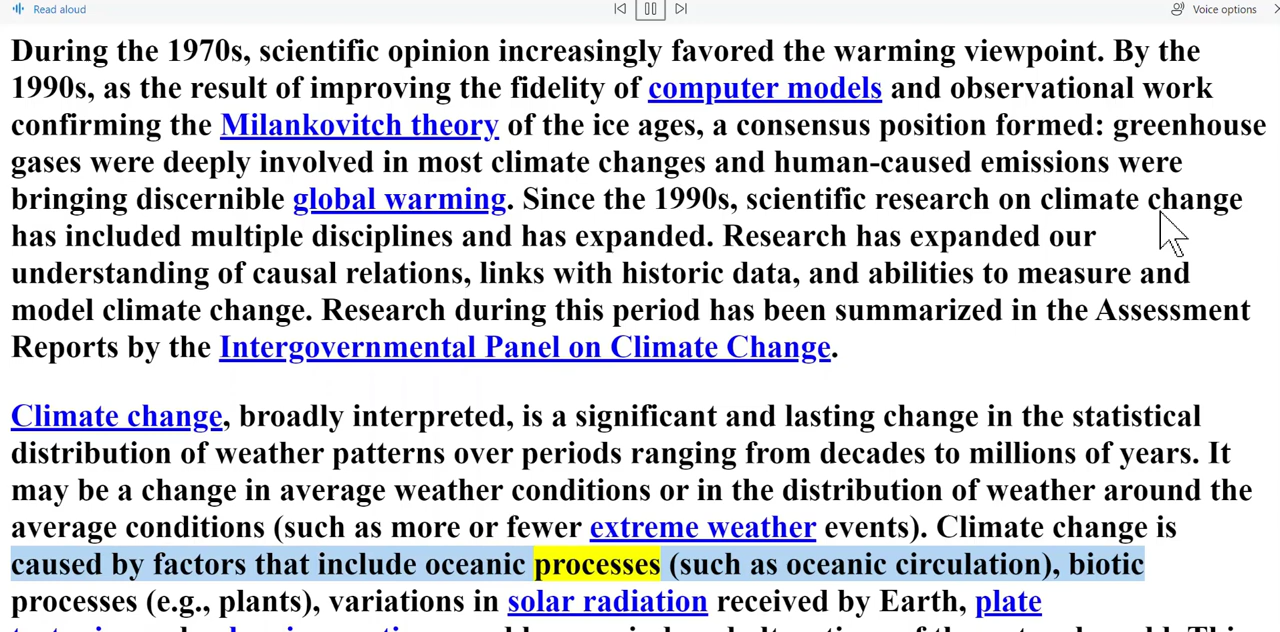 Read aloud
Voice options
During the 1970s, scientific opinion increasingly favored the warming viewpoint. By the
1990s, as the result of improving the fidelity of computer models and observational work
confirming the Milankovitch theory of the ice ages, a consensus position formed: greenhouse
gases were deeply involved in most climate changes and human-caused emissions were
bringing discernible global warming. Since the 1990s, scientific research on climate change
has included multiple disciplines and has expanded. Research has expanded our
understanding of causal relations, links with historic data, and abilities to measure and
model climate change. Research during this period has been summarized in the Assessment
Reports by the Intergovernmental Panel on Climate Change.
Climate change, broadly interpreted, is a significant and lasting change in the statistical
distribution of weather patterns over periods ranging from decades to millions of years. It
may be a change in average weather conditions or in the distribution of weather around the
average conditions (such as more or fewer extreme weather events). Climate change is
caused by factors that include oceanic processes (such as oceanic circulation), biotic
processes (e.g., plants), variations in solar radiation received by Earth, plate